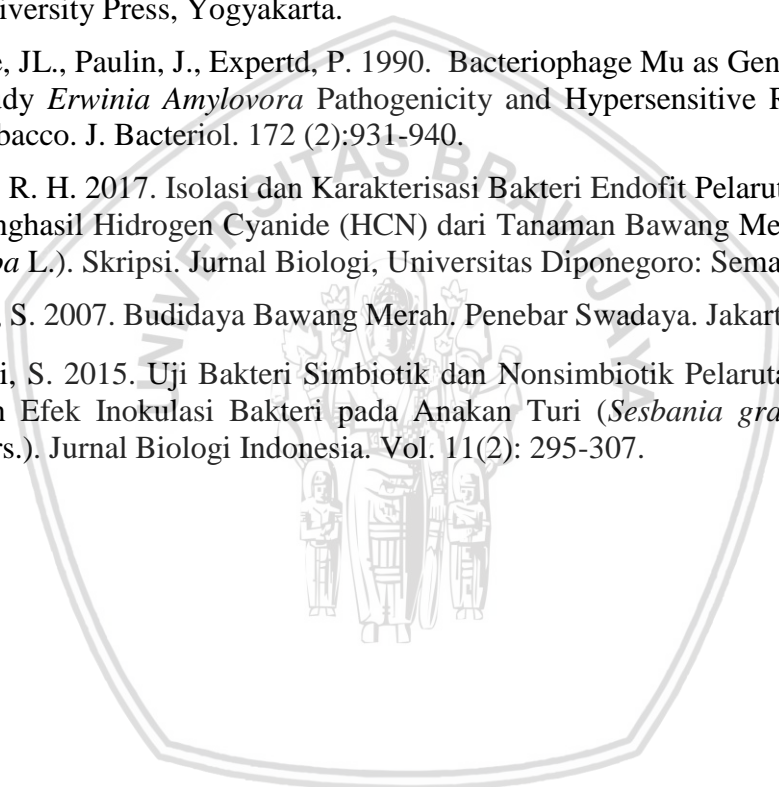 iversity Press, Yogyakarta.
e, JL., Paulin, J., Expertd, P. 1990. Bacteriophage Mu as Gen
udy Erwinia Amylovora Pathogenicity and Hypersensitive R
bacco. J. Bacteriol. 172 (2):931-940.
R. H. 2017. Isolasi dan Karakterisasi Bakteri Endofit Pelarut
nghasil Hidrogen Cyanide (HCN) dari Tanaman Bawang Me
pa L.). Skripsi. Jurnal Biologi, Universitas Diponegoro: Sema
, S. 2007. Budidaya Bawang Merah. Penebar Swadaya. Jakart
i, S. 2015. Uji Bakteri Simbiotik dan Nonsimbiotik Pelaruta
n Efek Inokulasi Bakteri pada Anakan Turi (Sesbania gra
rs.). Jurnal Biologi Indonesia. Vol. 11(2): 295-307.
UNIVERSITAS BRAWIJAYA